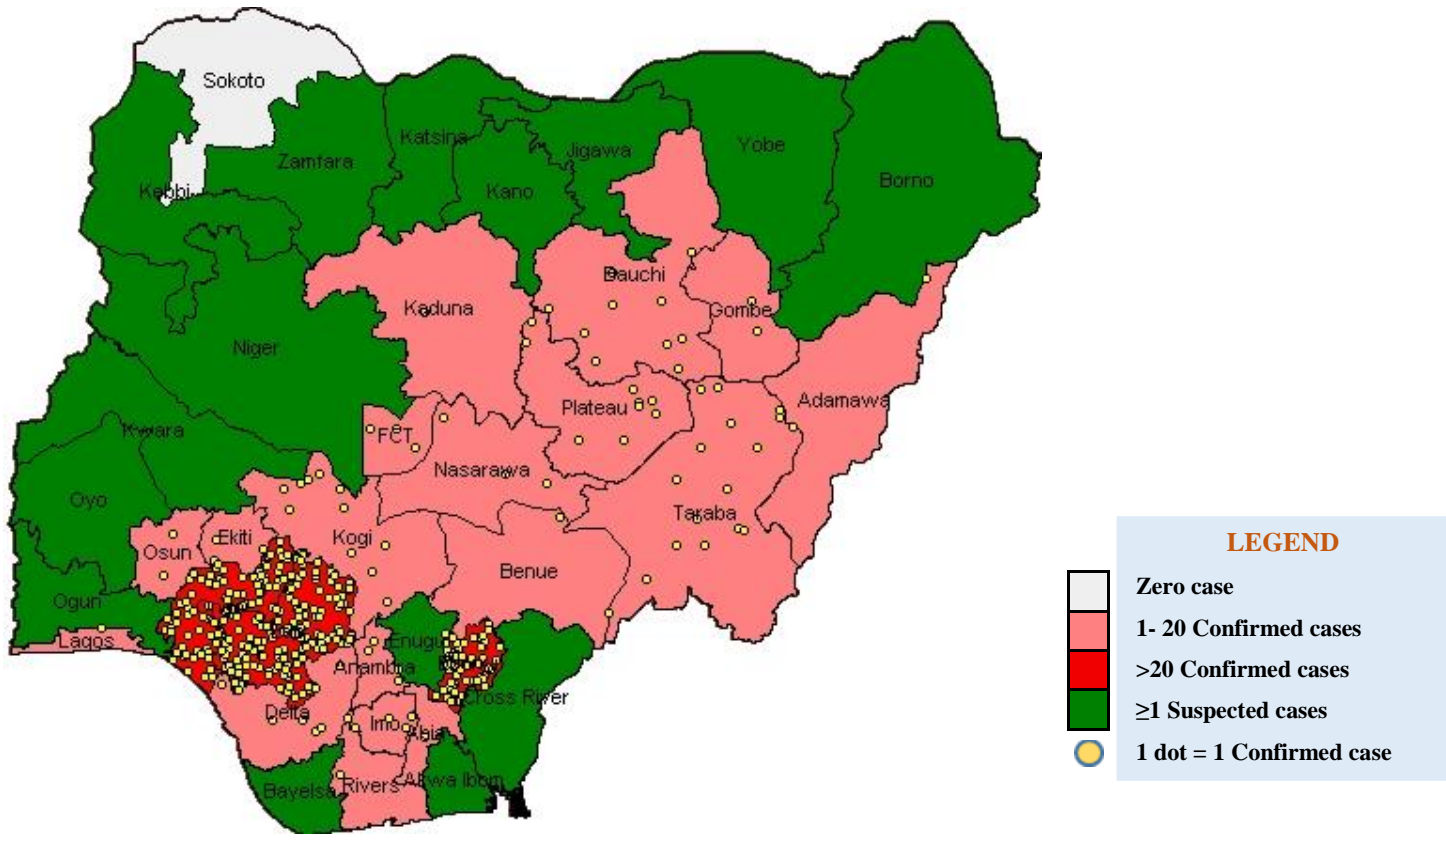 Sokoto
Katsina
Yobe
Jigawa
Zamfara
Borno
Kebbi
Kano
Bauchi
Kaduna
Gombe
Niger
Adamawa
Plateau
Kwara
FCT
Nasarawa
Oyo
Taraba
Ekiti
Kogi
Osun
Benue
Ogun
Lagos
Enugu
Anambra
Cross River
Delta
Imo
Abia
Akwa Ibom
Rivers
Bayelsa
LEGEND
Zero case
1- 20 Confirmed cases
>20 Confirmed cases
≥1 Suspected cases
1 dot = 1 Confirmed case